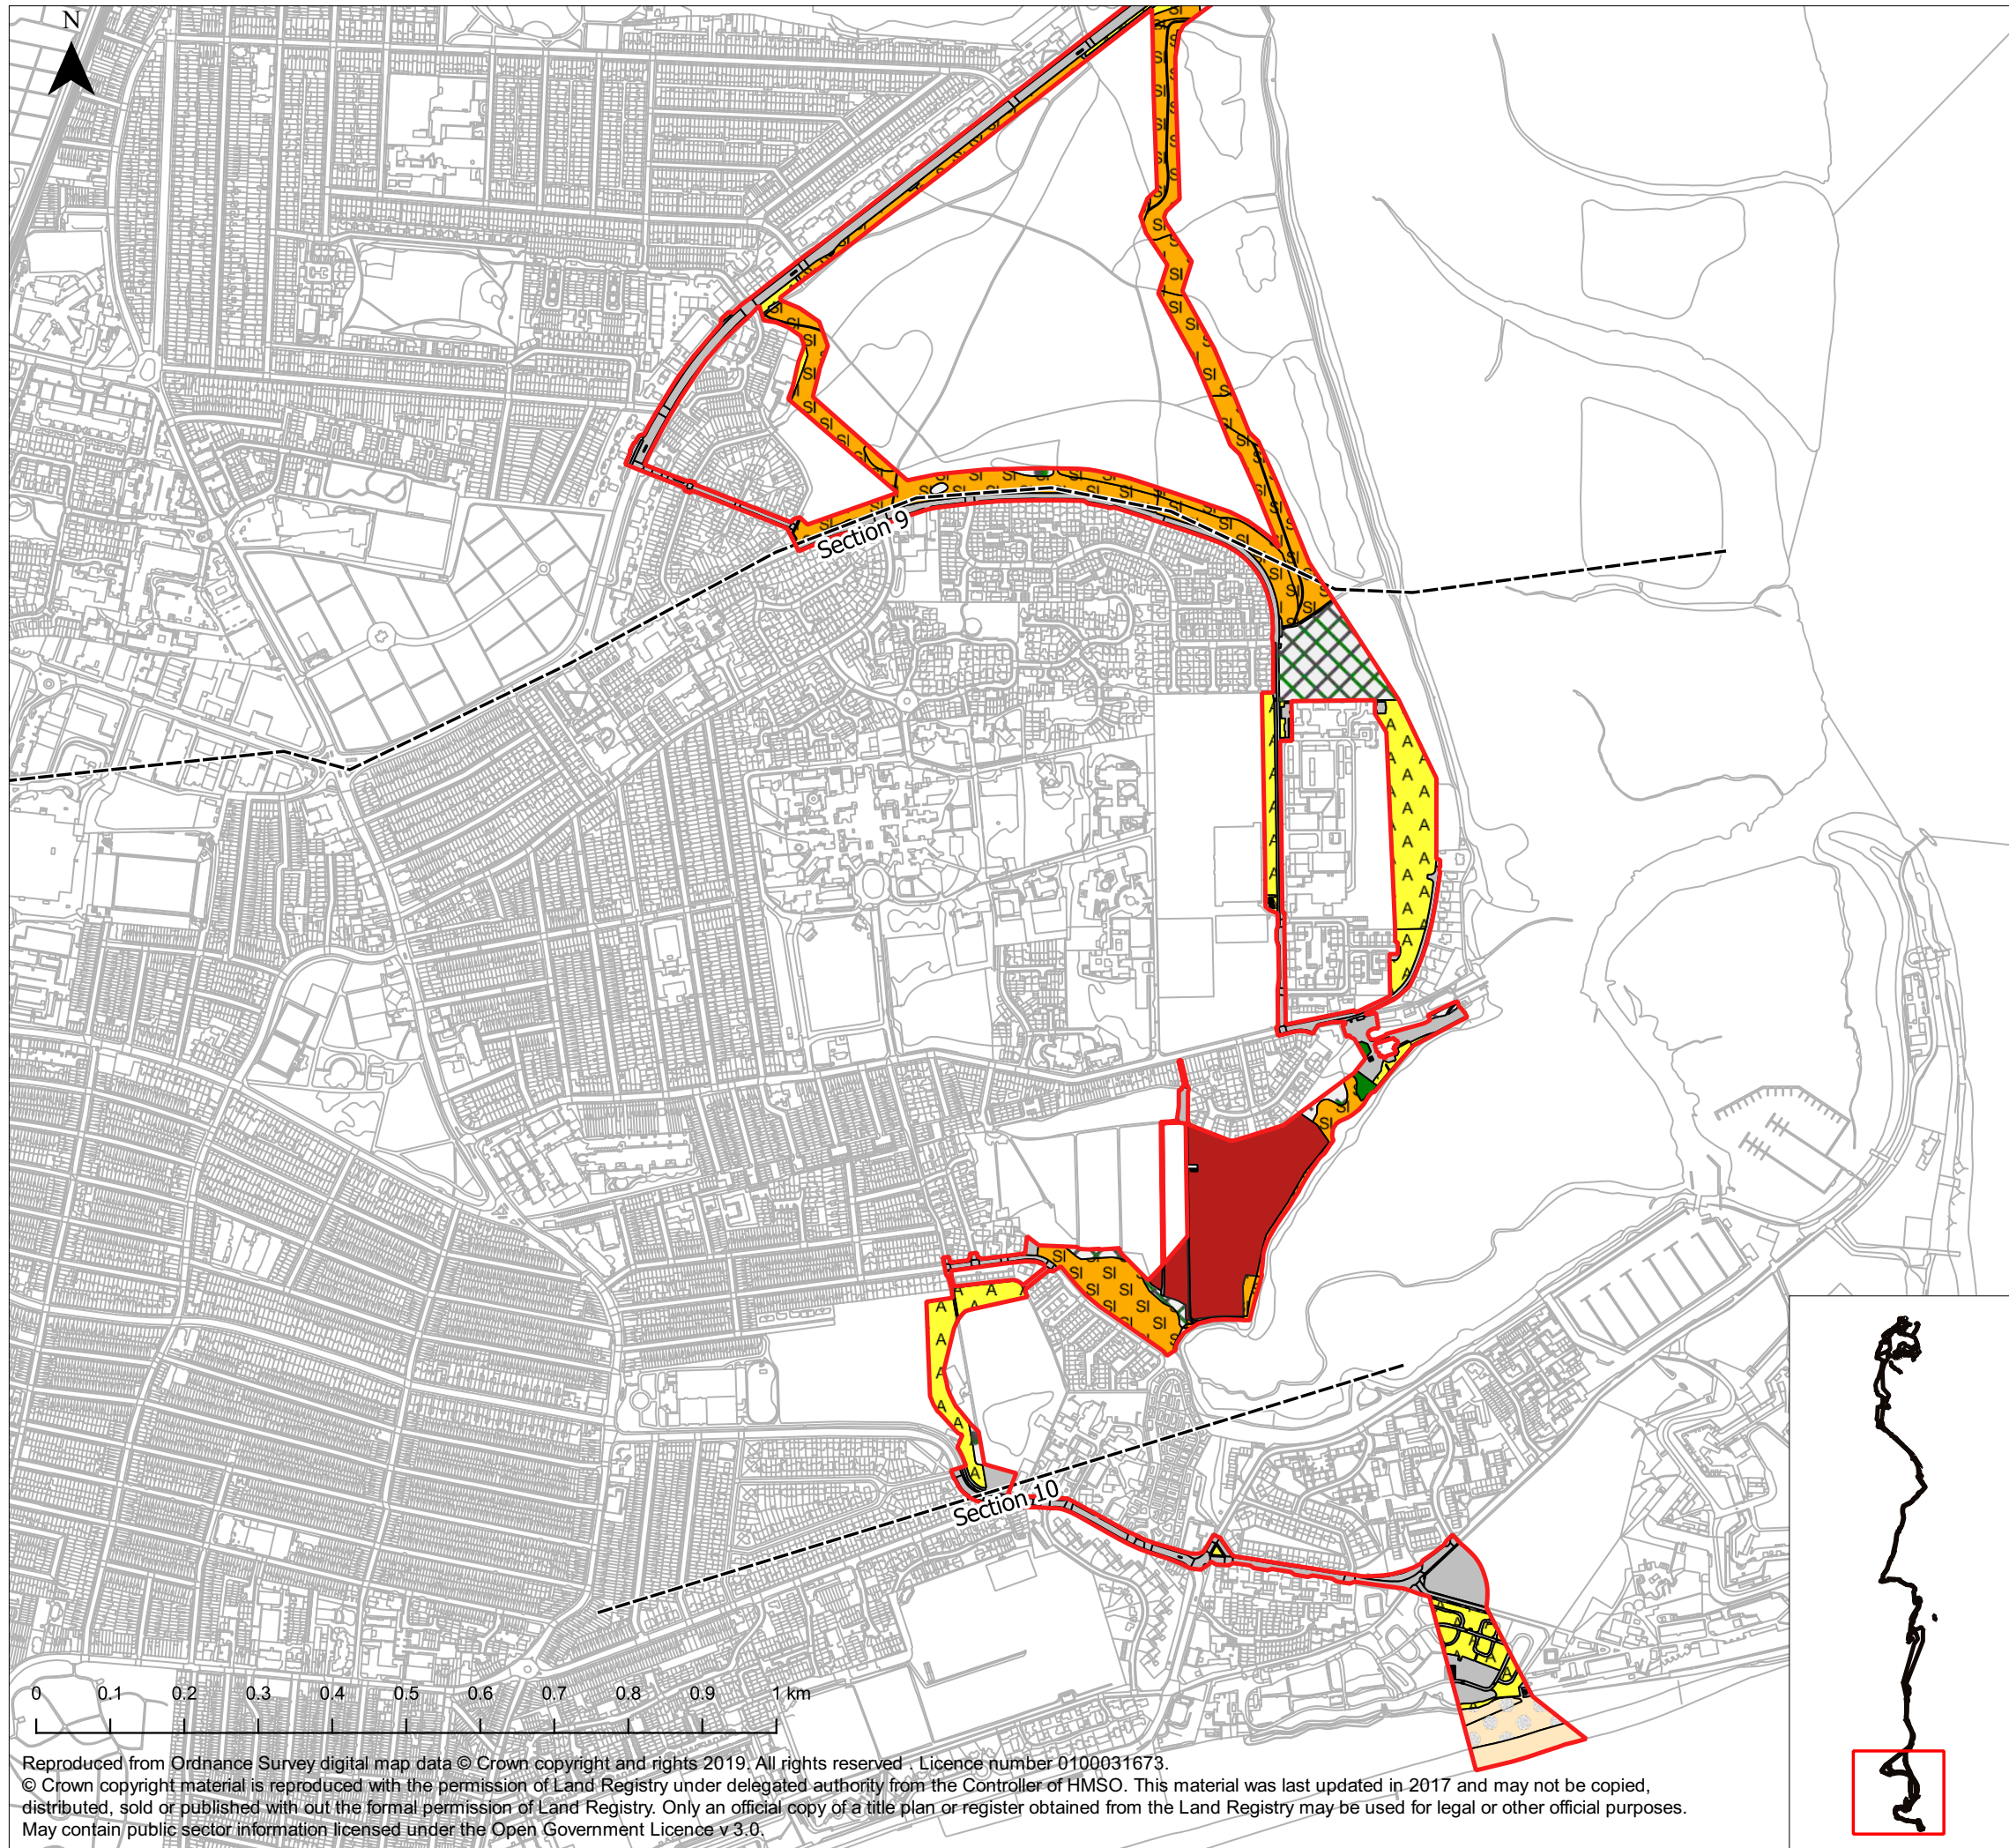 N
Section 9
Section 10
0 0.1 0.2 0.3 0.4 0.5 0.6 0.7 0.8 0.9 1 km
Reproduced from Ordnance Survey digital map data © Crown copyright and rights 2019. All rights reserved . Licence number 0100031673.
© Crown copyright material is reproduced with the permission of Land Registry under delegated authority from the Controller of HMSO. This material was last updated in 2017 and may not be copied,
distributed, sold or published with out the formal permission of Land Registry. Only an official copy of a title plan or register obtained from the Land Registry may be used for legal or other official purposes.
May contain public sector information licensed under the Open Government Licence v 3.0.